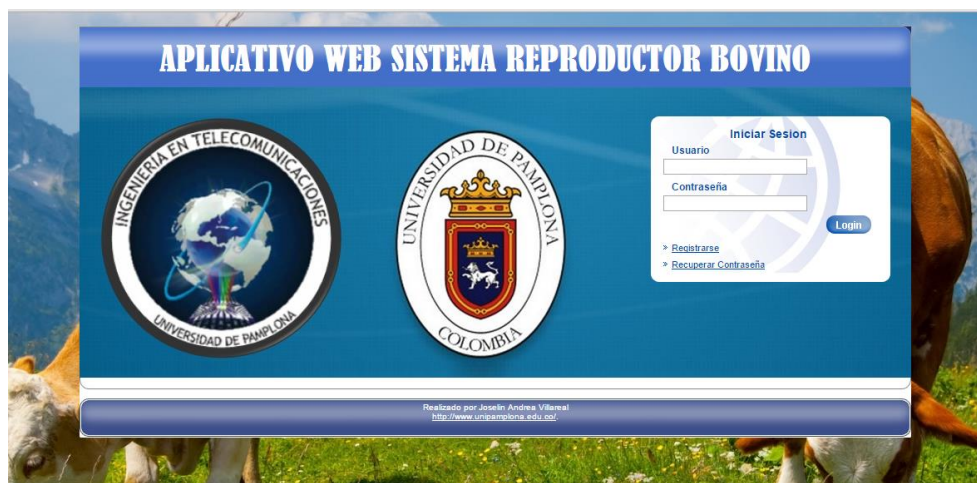 APLICATIVO WEB SISTEMA REPRODUCTOR BOVINO
INGENIERIA EN TELECOMUNICACIONES
UNIVERSIDAD DE PAMPLONA
UNIVERSIDAD DE PAMPLONA
COLOMBIA
Iniciar Sesion
Usuario
Contraseña
Login
» Registrarse
» Recuperar Contraseña
Realizado por Joselin Andrea Villareal
http://www.unipamplona.edu.co/.